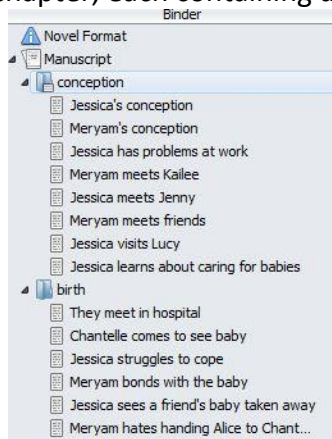 chapter, each containing a
Binder
Novel Format
Manuscript
conception
Jessica's conception
Meryam's conception
Jessica has problems at work
Meryam meets Kailee
Jessica meets Jenny
Meryam meets friends
Jessica visits Lucy
Jessica learns about caring for babies
birth
They meet in hospital
Chantelle comes to see baby
Jessica struggles to cope
Meryam bonds with the baby
Jessica sees a friend's baby taken away
Meryam hates handing Alice to Chant...